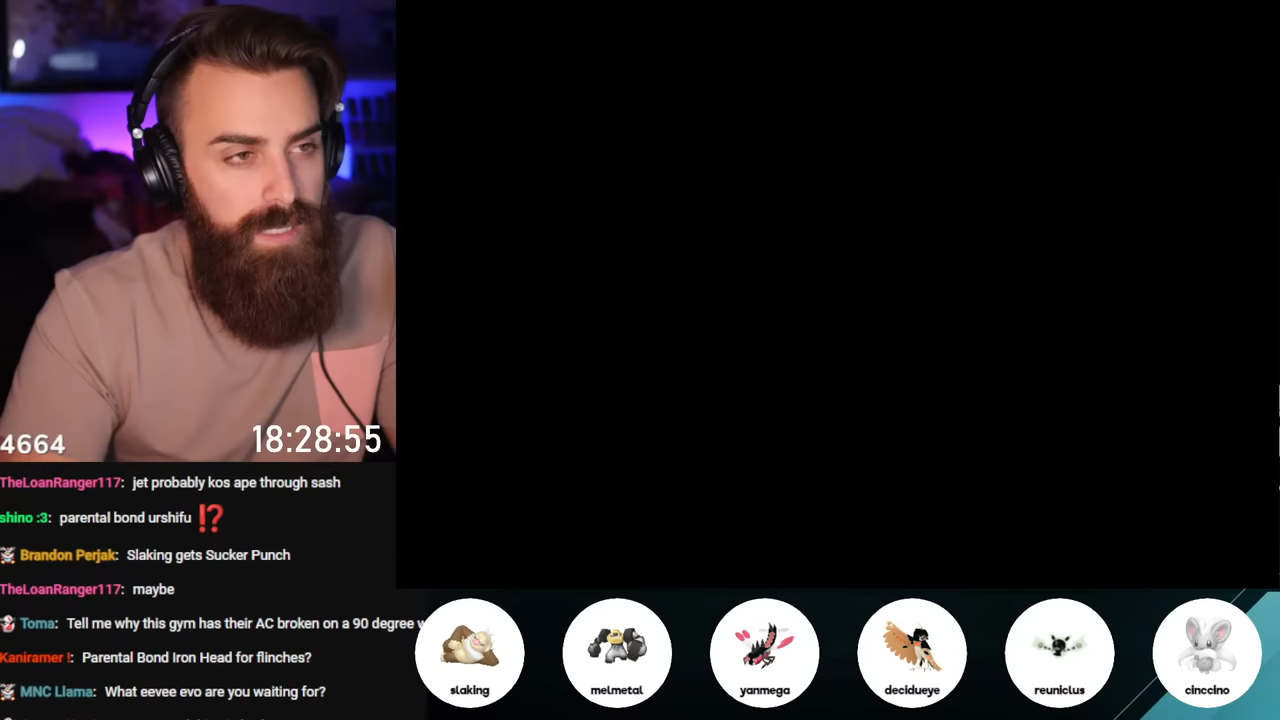 4664
18:28:55
TheLoanRanger117: jet probably kos ape through sash
shino :3: parental bond urshifu ⁉️
Brandon Perjak: Slaking gets Sucker Punch
TheLoanRanger117: maybe
Toma: Tell me why this gym has their AC broken on a 90 degree w
Kaniramer !: Parental Bond Iron Head for flinches?
MNC Llama: What eevee evo are you waiting for?
slaking
melmetal
yanmega
decidueye
reuniclus
cinccino